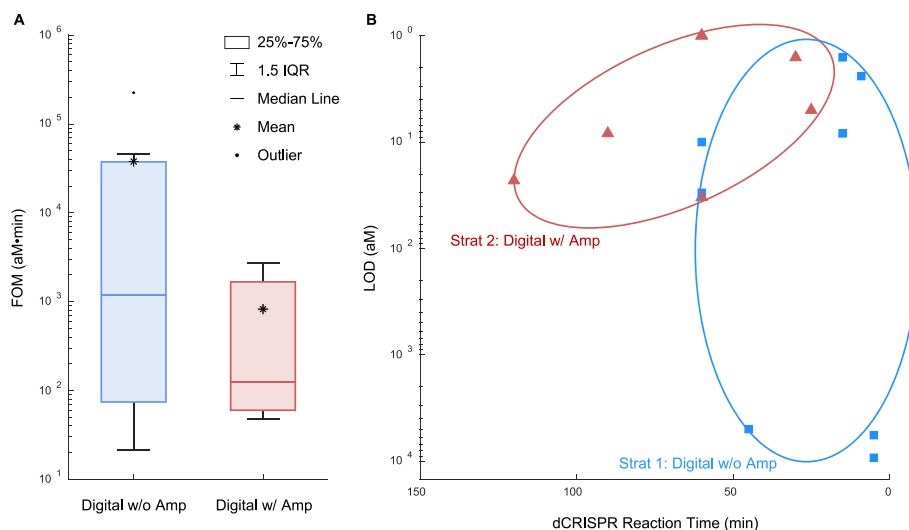 A
FOM (aM•min)
10 6
10 5
10 4
10 3
10 2
10 1
25%-75%
1.5 IQR
Median Line
Mean
Outlier
Digital w/o Amp
Digital w/ Amp
B
LOD (aM)
10 0
10 1
10 2
10 3
10 4
Strat 2: Digital w/ Amp
Strat 1: Digital w/o Amp
150
100
50
0
dCRISPR Reaction Time (min)